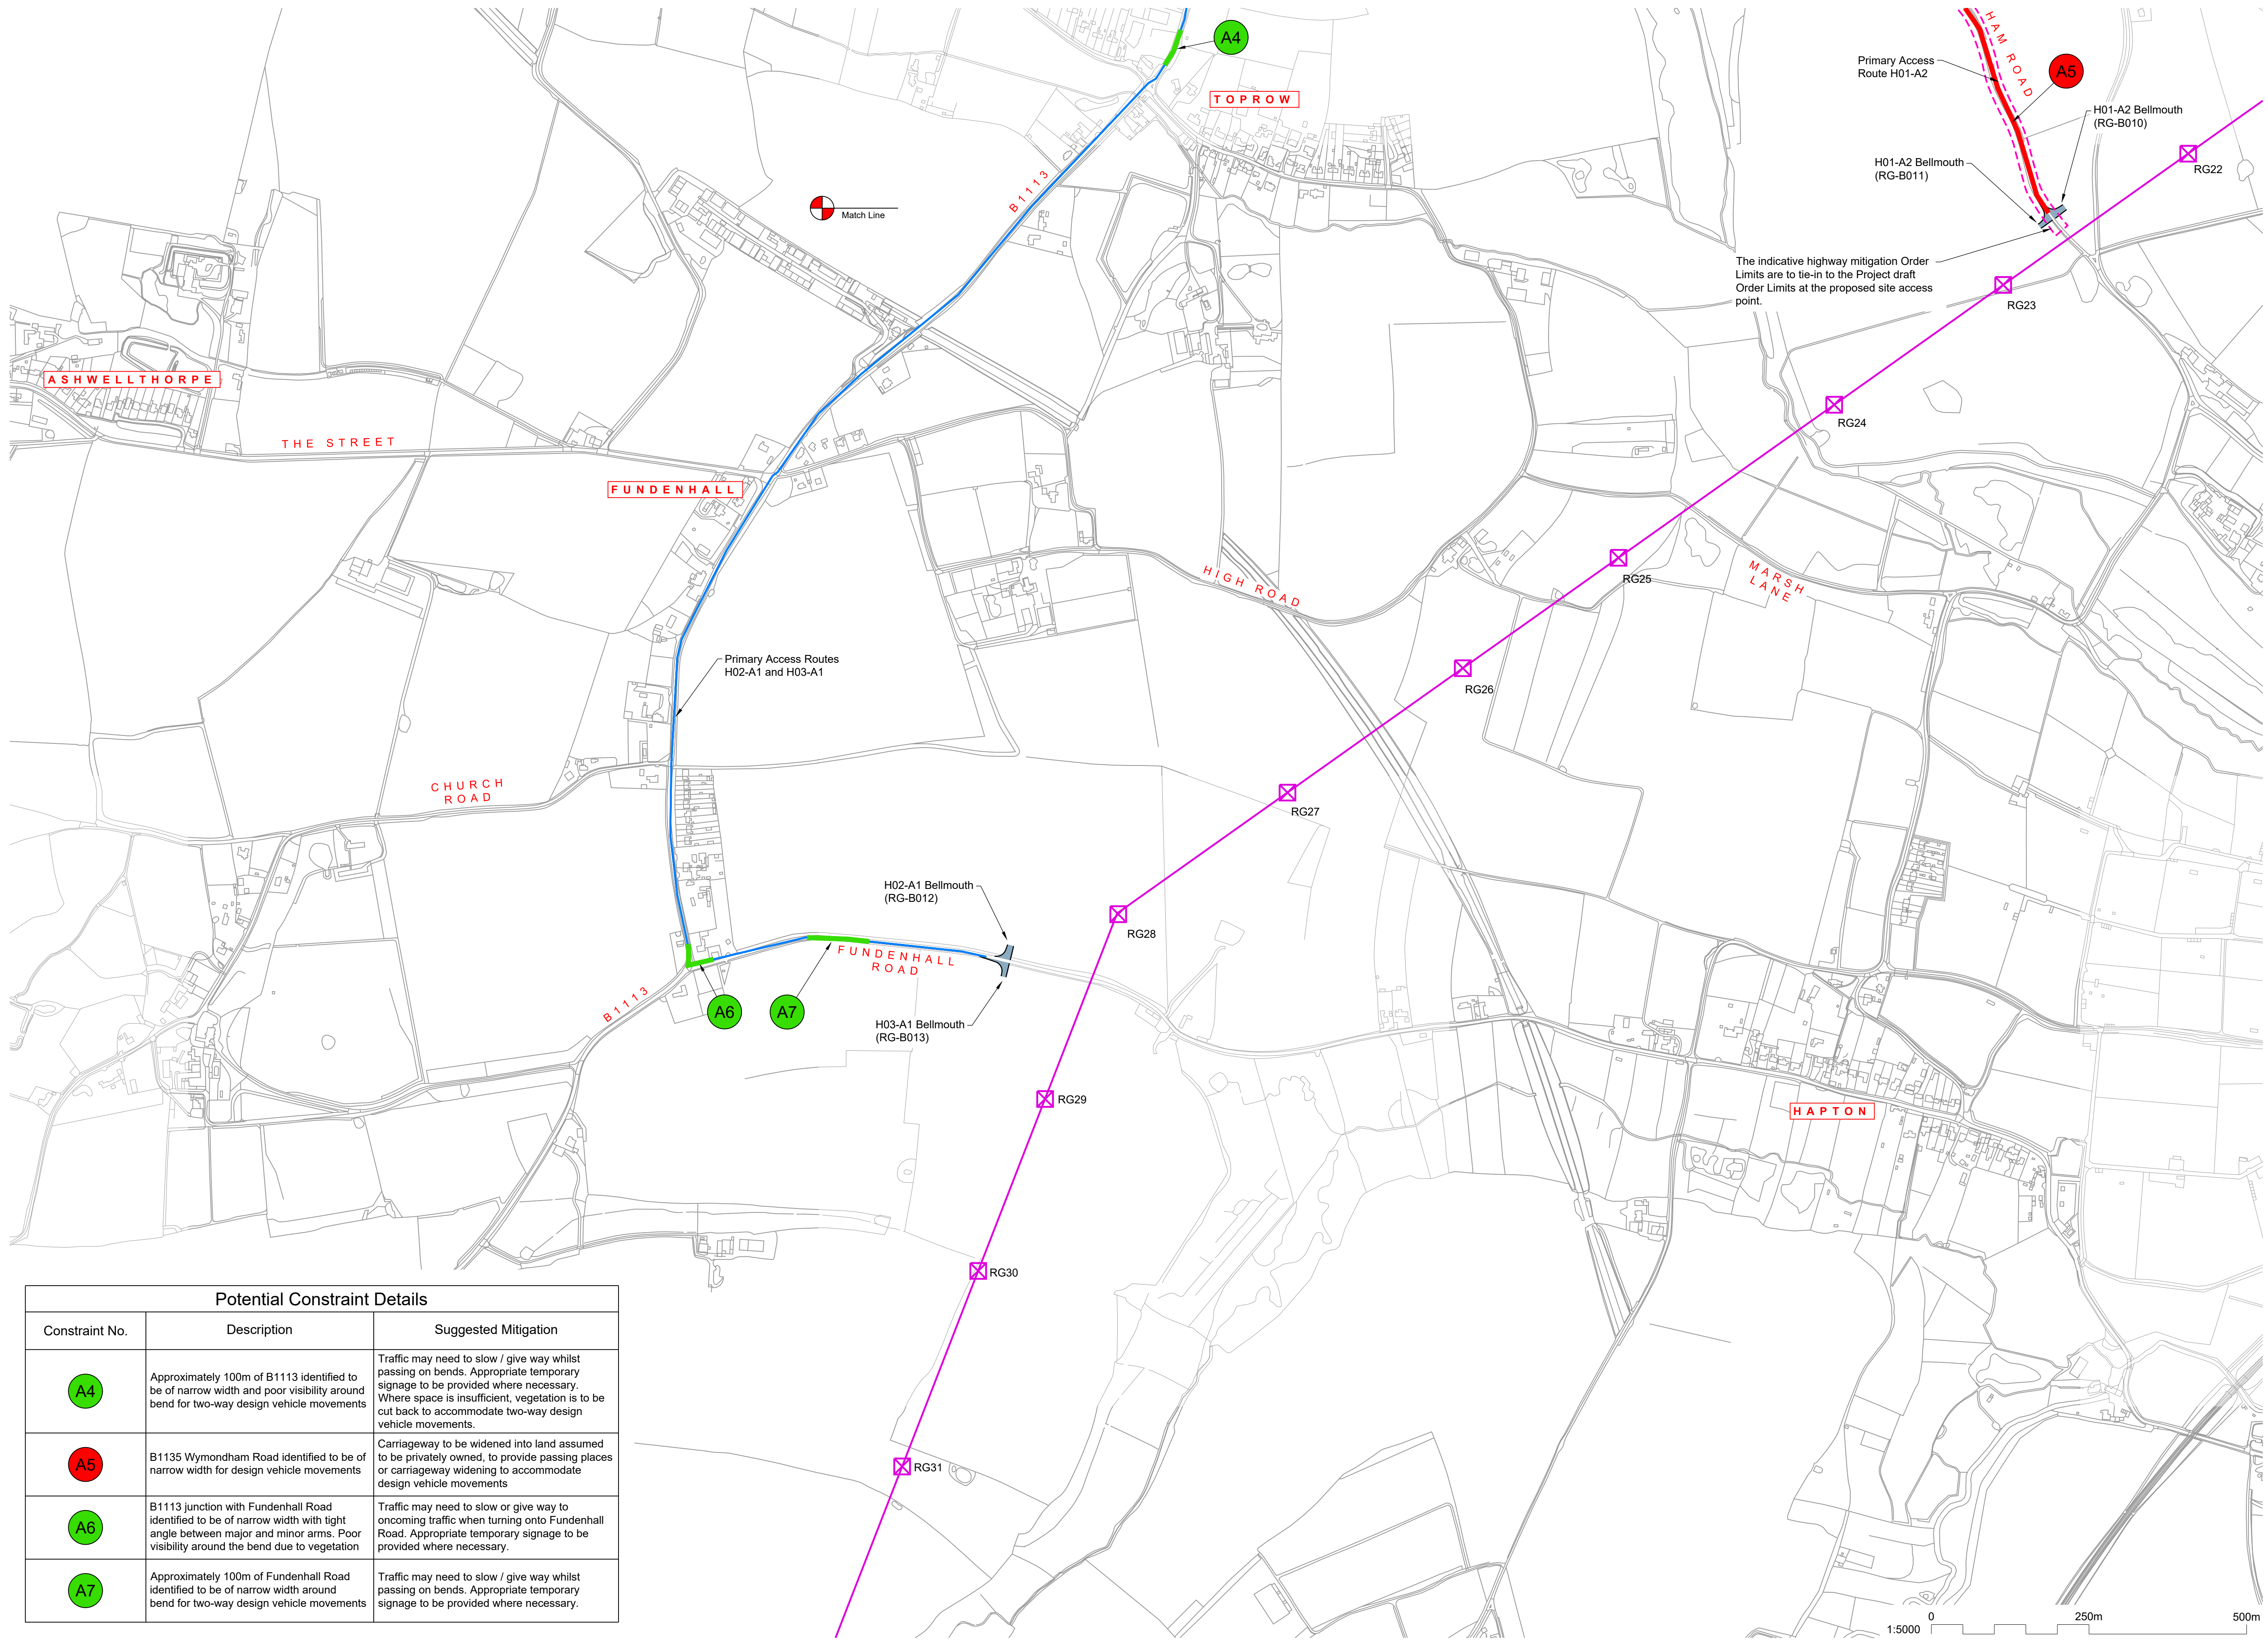 A4
TOPROW
HAM ROAD
Primary Access
Route H01-A2
A5
H01-A2 Bellmouth
(RG-B010)
H01-A2 Bellmouth
(RG-B011)
RG22
B1113
Match Line
The indicative highway mitigation Order
Limits are to tie-in to the Project draft
Order Limits at the proposed site access
point.
RG23
ASHWELLTHORPE
THE STREET
RG24
FUNDENHALL
HIGH ROAD
RG25
MARSH
LANE
Primary Access Routes
H02-A1 and H03-A1
RG26
CHURCH
ROAD
RG27
H02-A1 Bellmouth
(RG-B012)
RG28
FUNDENHALL
ROAD
B1113
A6
A7
H03-A1 Bellmouth
(RG-B013)
RG29
HAPTON
RG30
RG31
Potential Constraint Details
Constraint No.
Description
Suggested Mitigation
A4
Approximately 100m of B1113 identified to
be of narrow width and poor visibility around
bend for two-way design vehicle movements
Traffic may need to slow / give way whilst
passing on bends. Appropriate temporary
signage to be provided where necessary.
Where space is insufficient, vegetation is to be
cut back to accommodate two-way design
vehicle movements.
A5
B1135 Wymondham Road identified to be of
narrow width for design vehicle movements
Carriageway to be widened into land assumed
to be privately owned, to provide passing places
or carriageway widening to accommodate
design vehicle movements
A6
B1113 junction with Fundenhall Road
identified to be of narrow width with tight
angle between major and minor arms. Poor
visibility around the bend due to vegetation
Traffic may need to slow or give way to
oncoming traffic when turning onto Fundenhall
Road. Appropriate temporary signage to be
provided where necessary.
A7
Approximately 100m of Fundenhall Road
identified to be of narrow width around
bend for two-way design vehicle movements
Traffic may need to slow / give way whilst
passing on bends. Appropriate temporary
signage to be provided where necessary.
1:5000
0
250m
500m